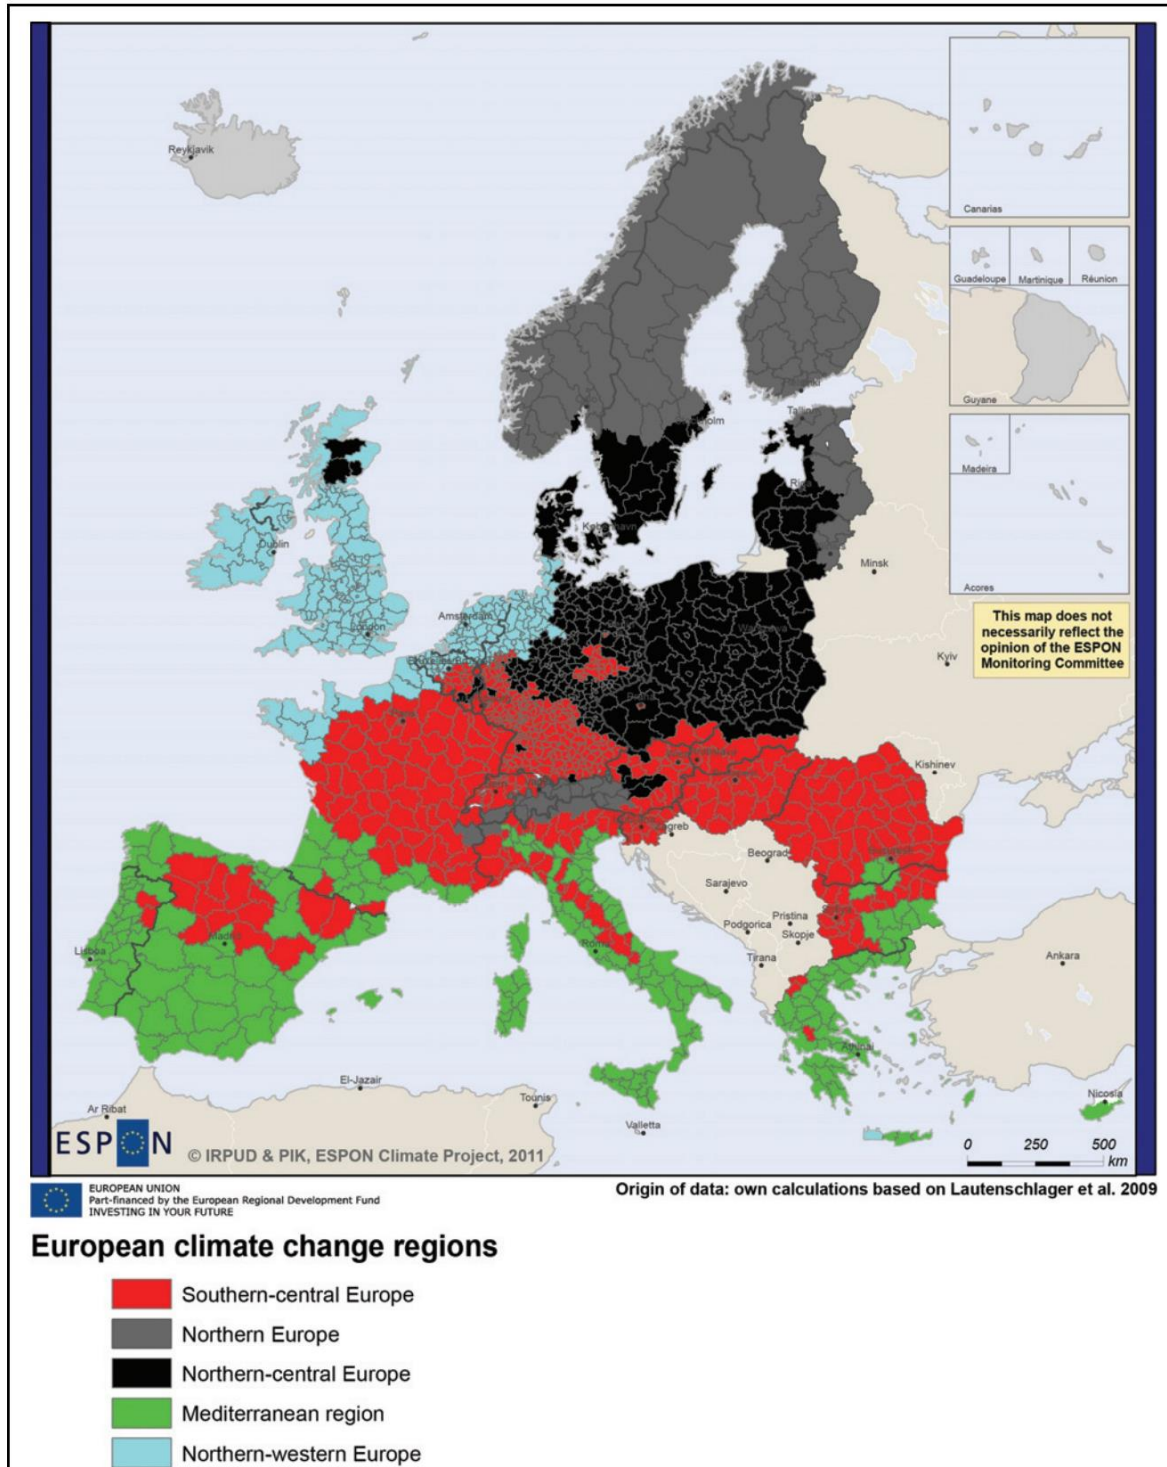 Reykjavik
Canarias
Guadeloupe
Martinique
Réunion
Guyane
Madeira
Acores
This map does not
necessarily reflect the
opinion of the ESPON
Monitoring Committee
Tallinn
Riga
København
Minsk
Dublin
Amsterdam
London
Kyiv
Kishinev
Zagreb
Beograd
Sarajevo
Pristina
Podgorica
Skopje
Tirana
Madrid
Lisboa
Roma
Ankara
Athinai
El-Jazair
Tounis
Ar Ribat
Valletta
Nicosia
0 250 500
km
ESPON
© IRPUD & PIK, ESPON Climate Project, 2011
EUROPEAN UNION
Part-financed by the European Regional Development Fund
INVESTING IN YOUR FUTURE
Origin of data: own calculations based on Lautenschlager et al. 2009
European climate change regions
Southern-central Europe
Northern Europe
Northern-central Europe
Mediterranean region
Northern-western Europe